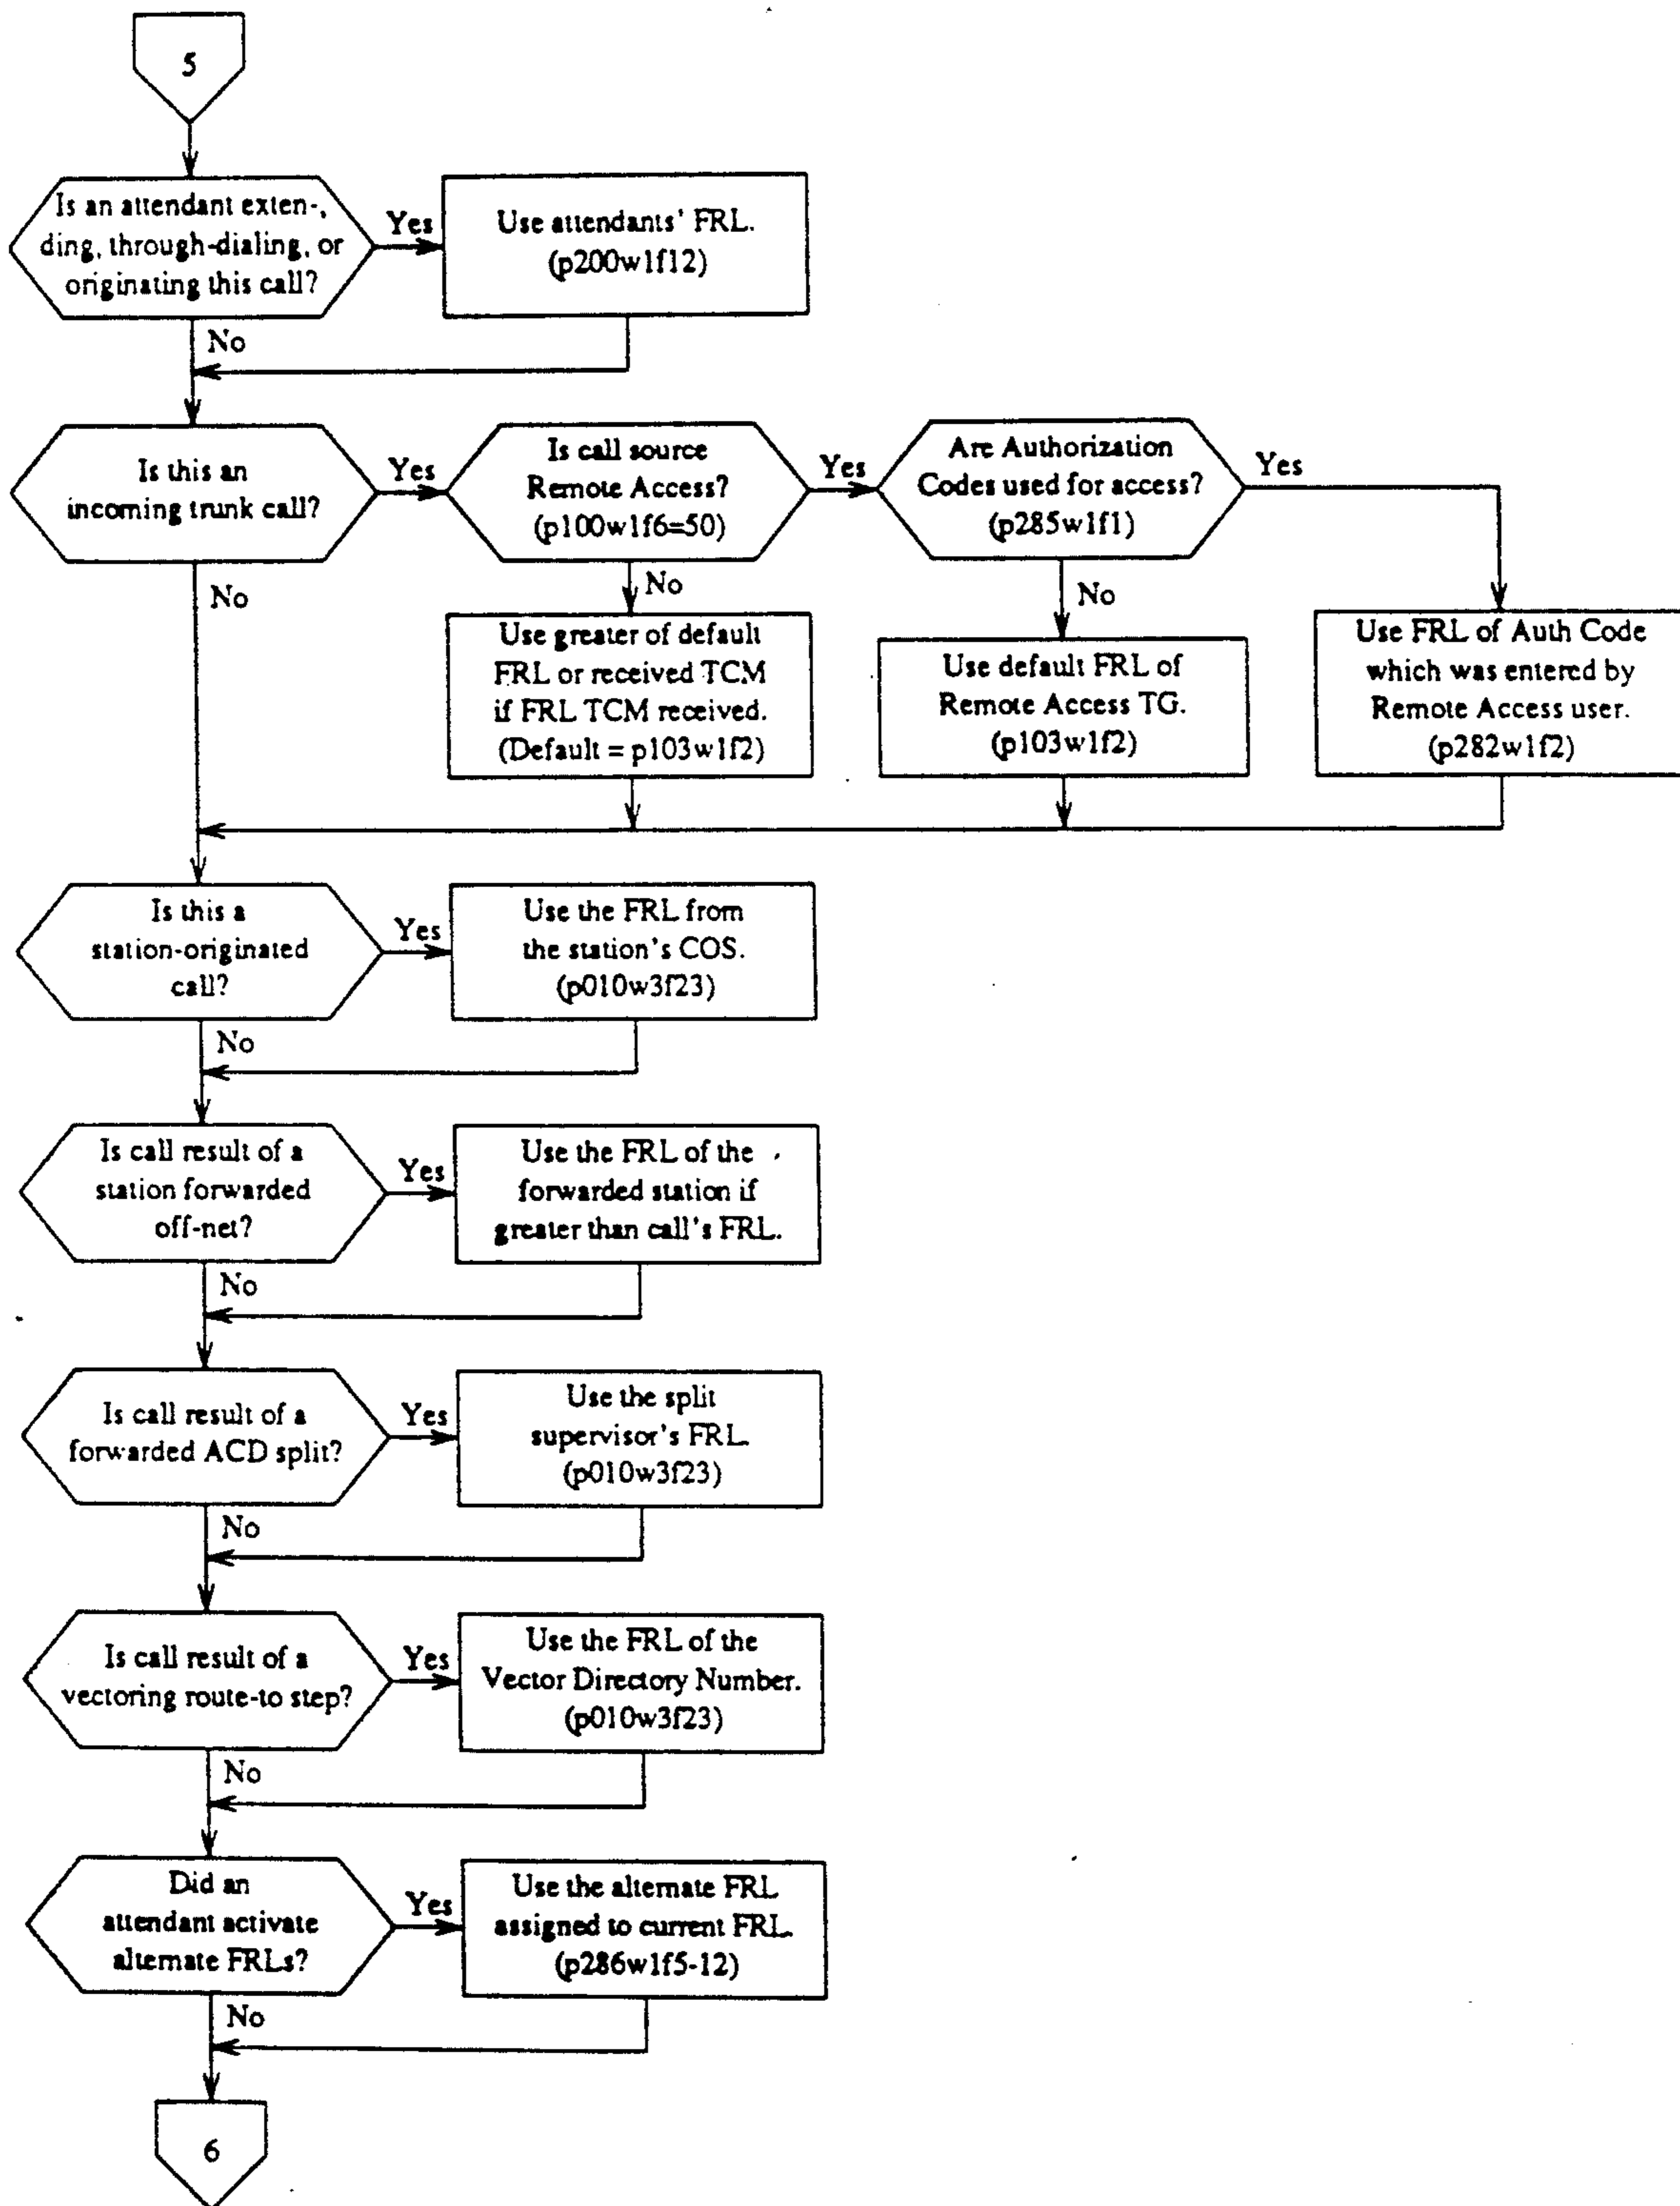 5
Is an attendant exten-,
ding, through-dialing, or
originating this call?
Yes
Use attendants' FRL.
(p200w1f12)
No
Is this an
incoming trunk call?
Yes
Is call source
Remote Access?
(p100w1f6=50)
Yes
Are Authorization
Codes used for access?
(p285w1f1)
Yes
No
No
Use greater of default
FRL or received TCM
if FRL TCM received.
(Default = p103w1f2)
No
Use default FRL of
Remote Access TG.
(p103w1f2)
Use FRL of Auth Code
which was entered by
Remote Access user.
(p282w1f2)
Is this a
station-originated
call?
Yes
Use the FRL from
the station's COS.
(p010w3f23)
No
Is call result of a
station forwarded
off-net?
Yes
Use the FRL of the
forwarded station if
greater than call's FRL.
No
Is call result of a
forwarded ACD split?
Yes
Use the split
supervisor's FRL.
(p010w3f23)
No
Is call result of a
vectoring route-to step?
Yes
Use the FRL of the
Vector Directory Number.
(p010w3f23)
No
Did an
attendant activate
alternate FRLs?
Yes
Use the alternate FRL
assigned to current FRL.
(p286w1f5-12)
No
6